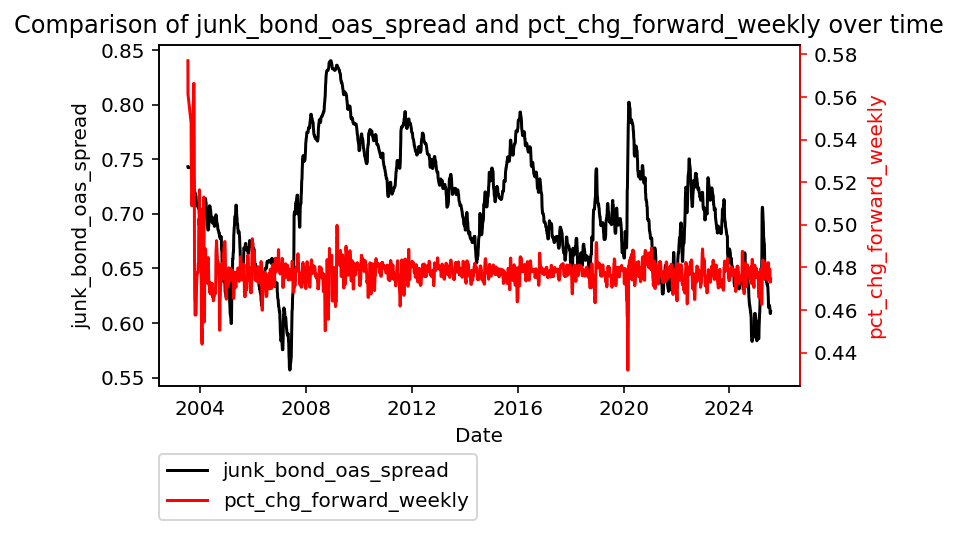 Comparison of junk_bond_oas_spread and pct_chg_forward_weekly over time
0.85
0.80
0.75
0.70
0.65
0.60
0.55
junk_bond_oas_spread
0.58
0.56
0.54
0.52
0.50
0.48
0.46
0.44
pct_chg_forward_weekly
2004 2008 2012 2016 2020 2024
Date
junk_bond_oas_spread
pct_chg_forward_weekly